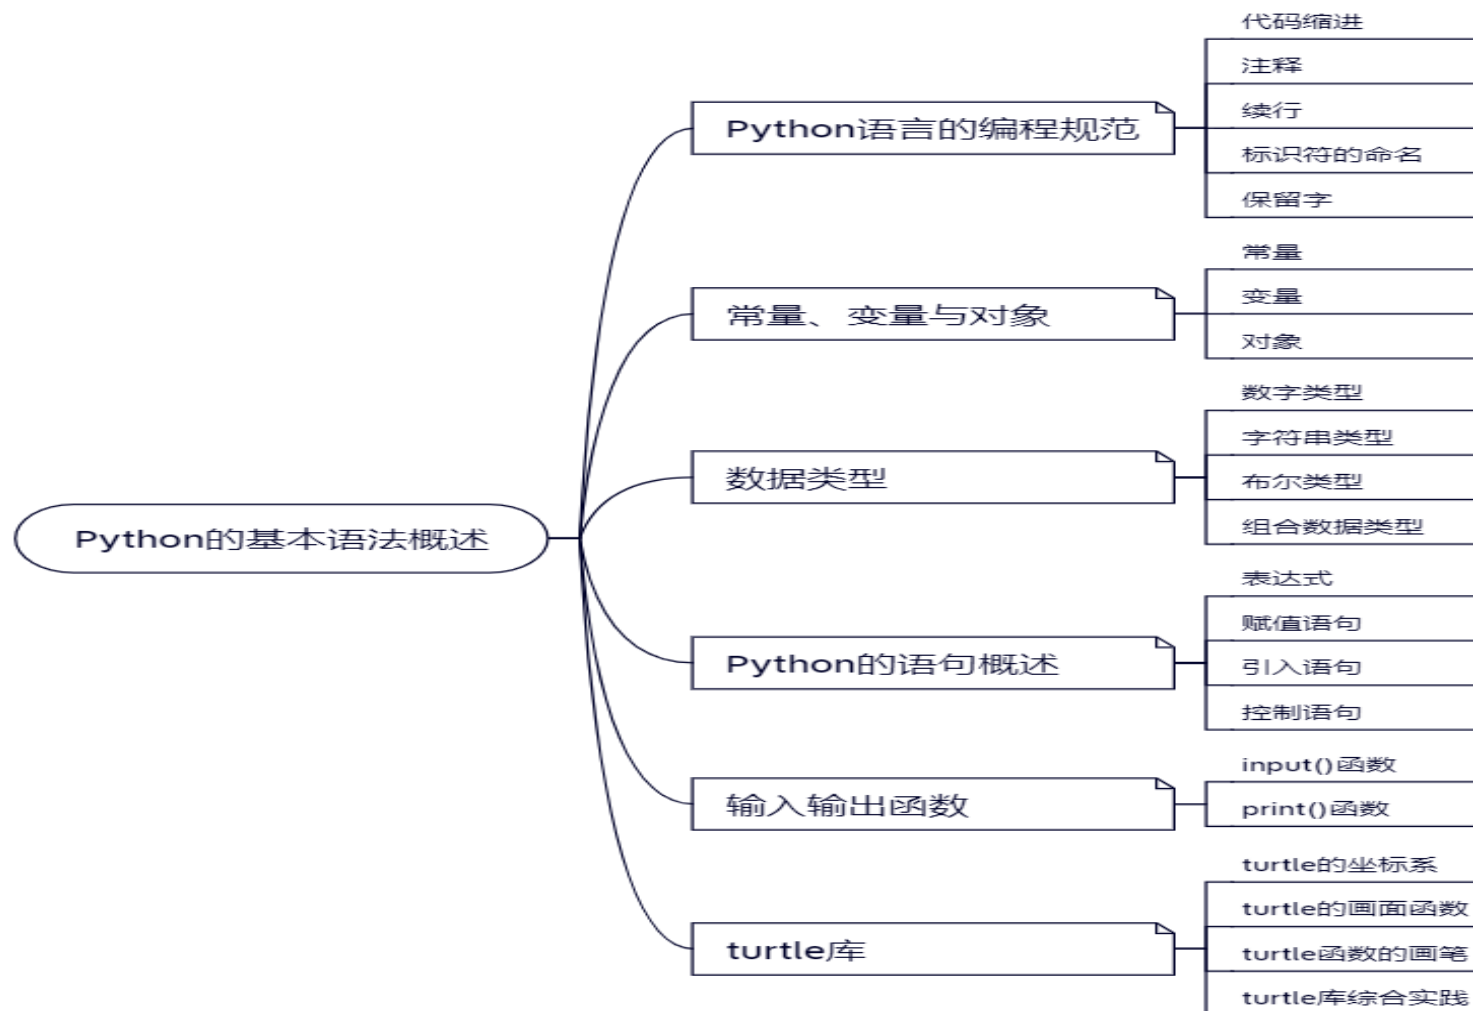 Python的基本语法概述
Python语言的编程规范
代码缩进
注释
续行
标识符的命名
保留字
常量、变量与对象
常量
变量
对象
数据类型
数字类型
字符串类型
布尔类型
组合数据类型
Python的语句概述
表达式
赋值语句
引入语句
控制语句
输入输出函数
input()函数
print()函数
turtle库
turtle的坐标系
turtle的画面函数
turtle函数的画笔
turtle库综合实践